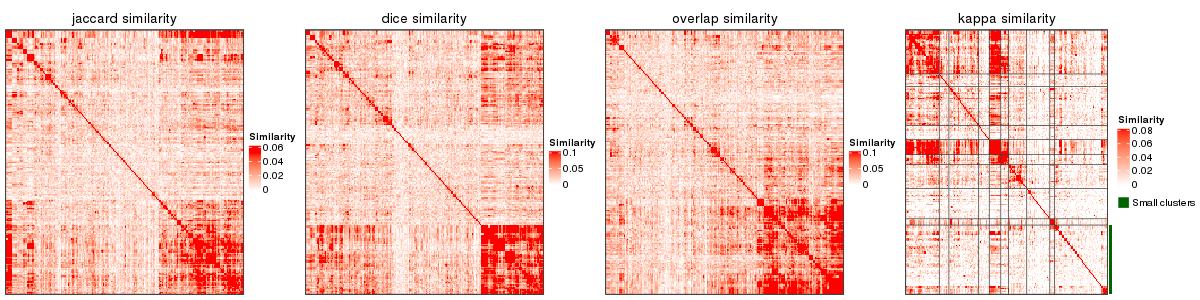 jaccard similarity
Similarity
0.06
0.04
0.02
0
dice similarity
Similarity
0.1
0.05
0
overlap similarity
Similarity
0.1
0.05
0
kappa similarity
Similarity
0.08
0.06
0.04
0.02
0
Small clusters